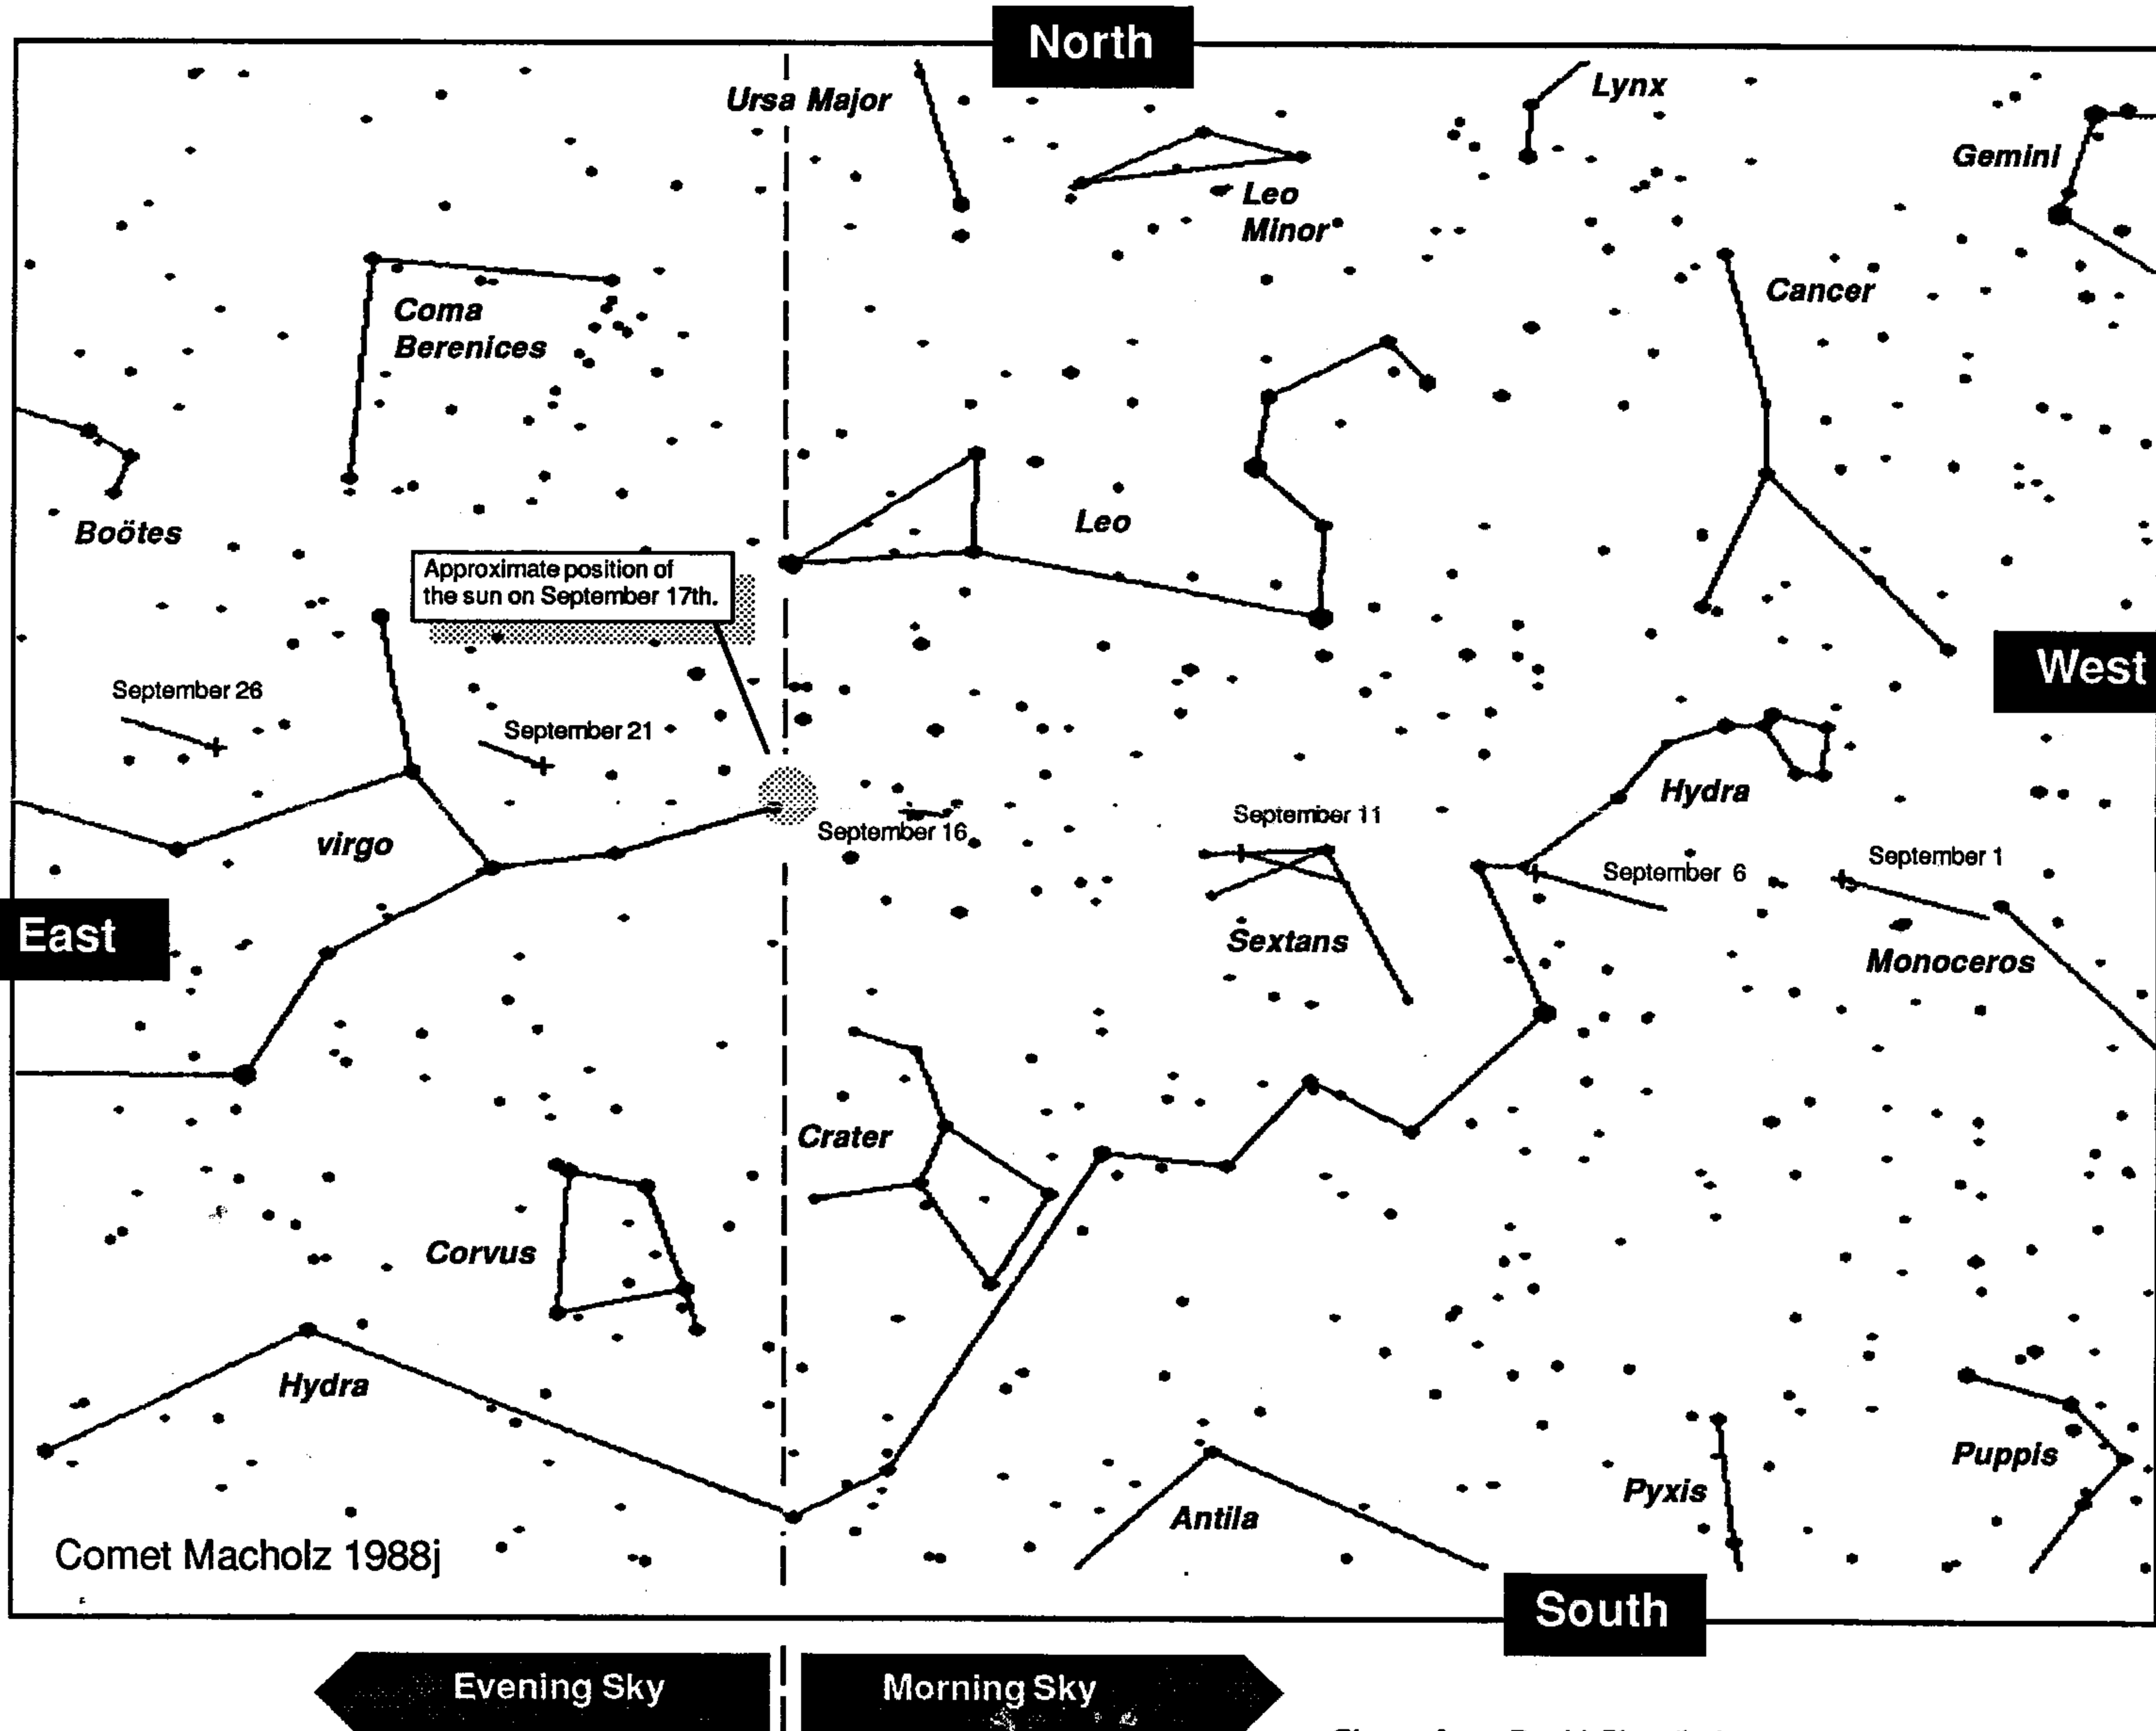 North
Ursa Major
Lynx
Gemini
Leo
Minor
Coma
Berenices
Cancer
Boötes
Leo
Approximate position of
the sun on September 17th.
West
September 26
September 21
Hydra
September 16
September 11
virgo
September 6
September 1
East
Sextans
Monoceros
Crater
Corvus
Hydra
Puppis
Pyxis
Antila
Comet Macholz 1988j
South
Evening Sky
Morning Sky